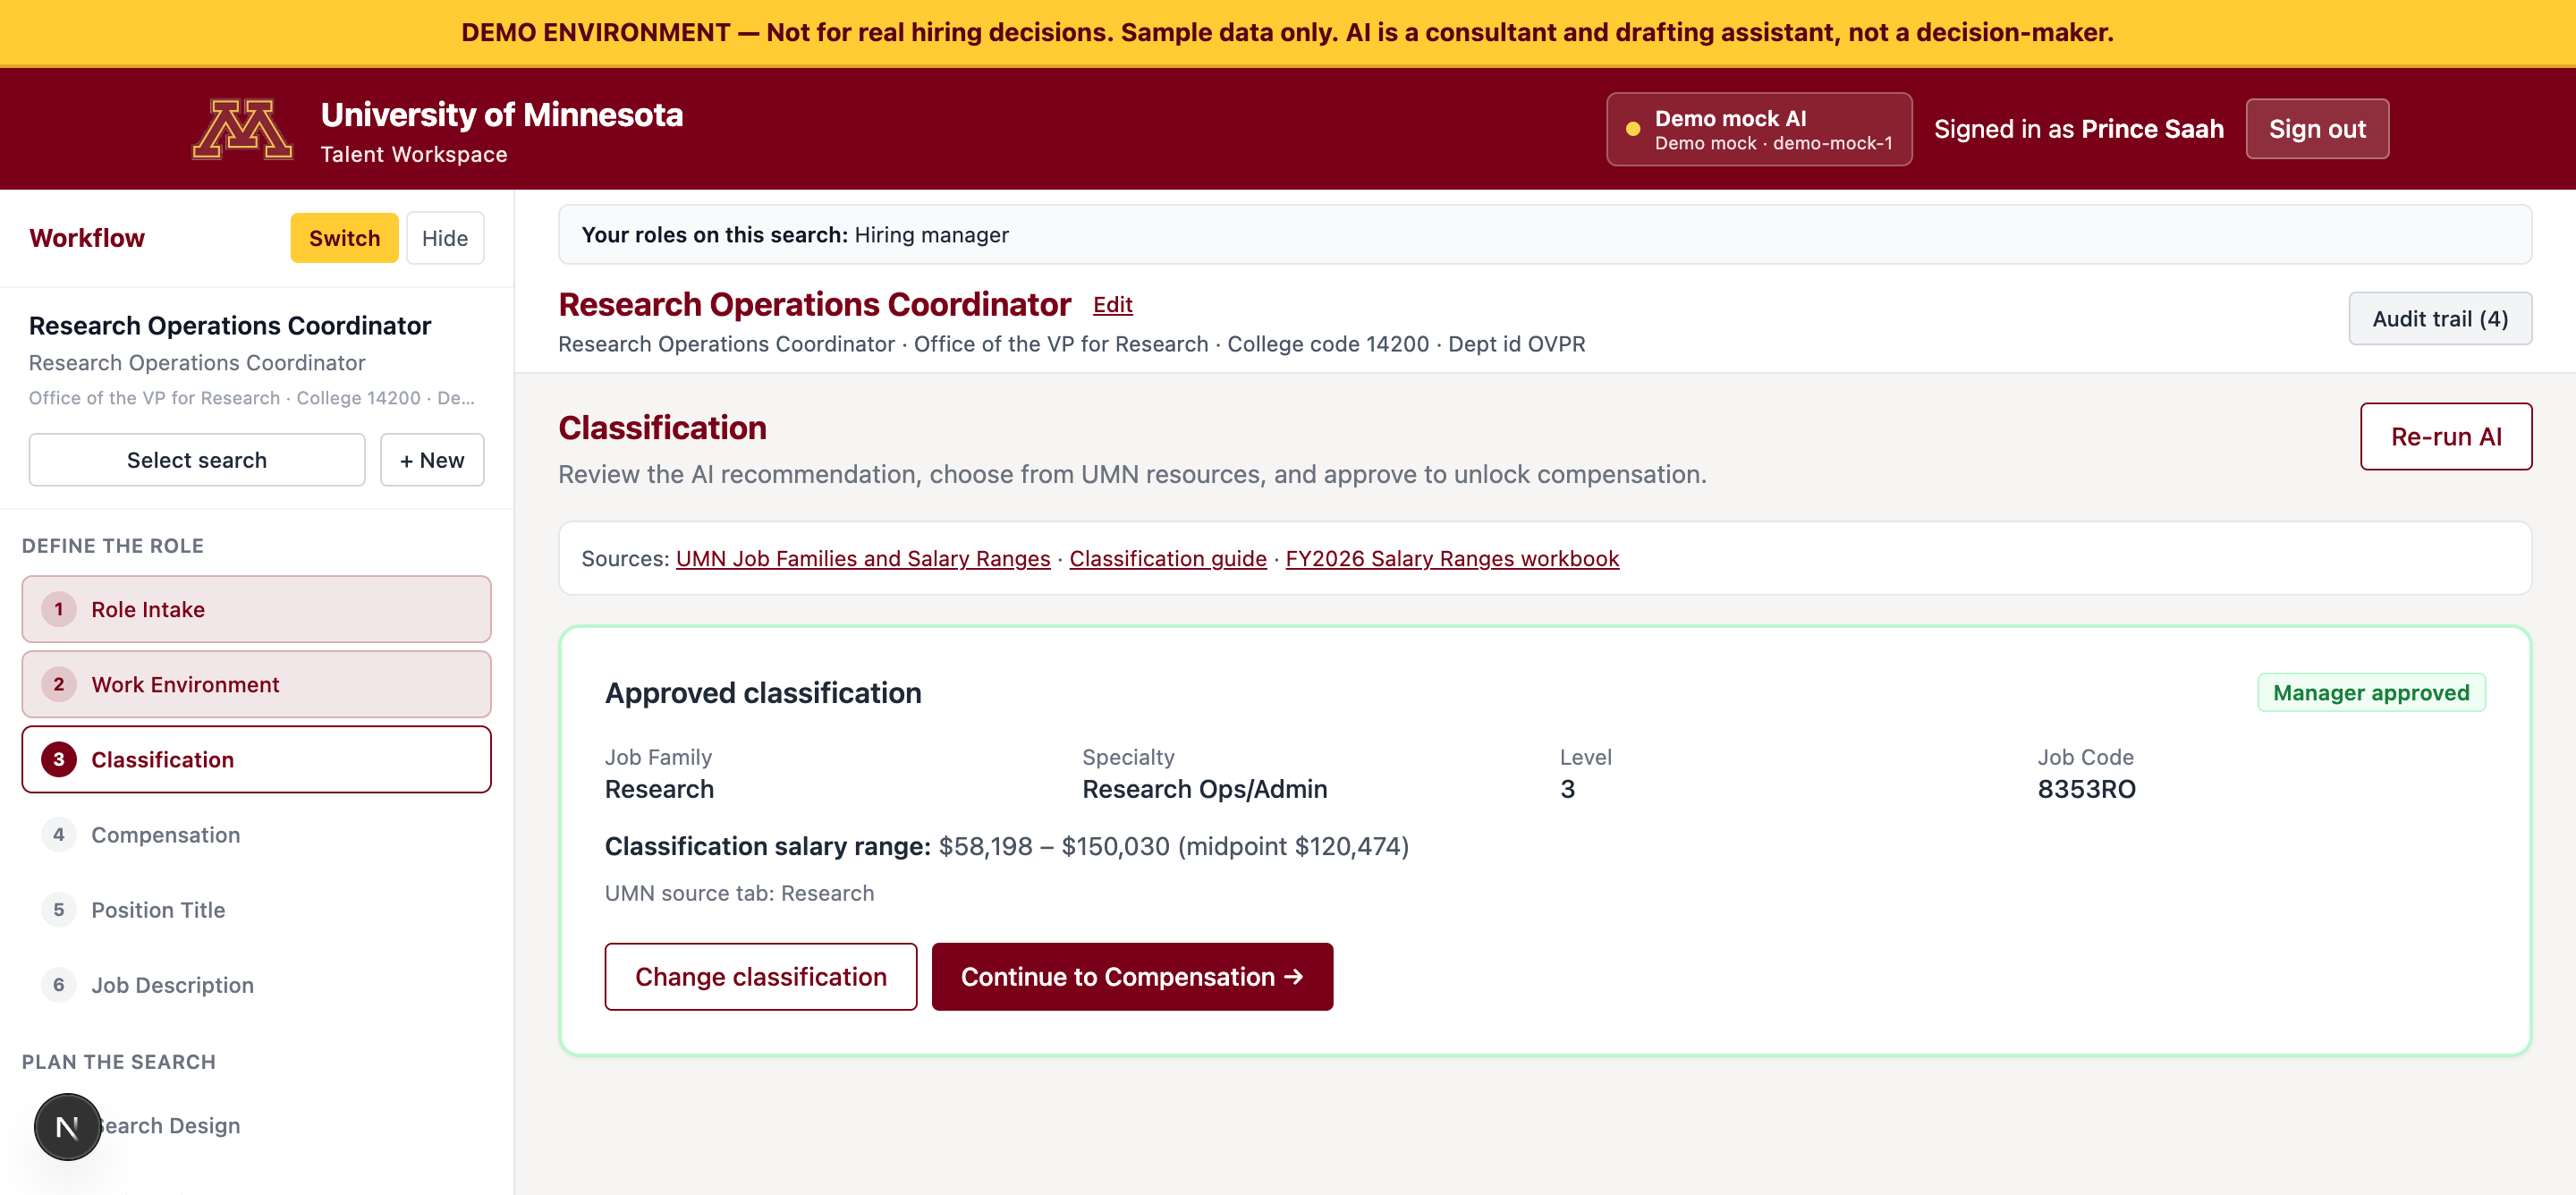 DEMO ENVIRONMENT — Not for real hiring decisions. Sample data only. AI is a consultant and drafting assistant, not a decision-maker.
M
University of Minnesota
Talent Workspace
Demo mock AI
Demo mock · demo-mock-1
Signed in as Prince Saah
Sign out
Workflow
Switch
Hide
Research Operations Coordinator
Research Operations Coordinator
Office of the VP for Research · College 14200 · De...
Select search
+ New
DEFINE THE ROLE
1 Role Intake
2 Work Environment
3 Classification
4 Compensation
5 Position Title
6 Job Description
PLAN THE SEARCH
N
Search Design
Your roles on this search: Hiring manager
Research Operations Coordinator Edit
Research Operations Coordinator · Office of the VP for Research · College code 14200 · Dept id OVPR
Audit trail (4)
Classification
Review the AI recommendation, choose from UMN resources, and approve to unlock compensation.
Re-run AI
Sources: UMN Job Families and Salary Ranges · Classification guide · FY2026 Salary Ranges workbook
Approved classification
Manager approved
Job Family Specialty Level Job Code
Research Research Ops/Admin 3 8353RO
Classification salary range: $58,198 – $150,030 (midpoint $120,474)
UMN source tab: Research
Change classification
Continue to Compensation →